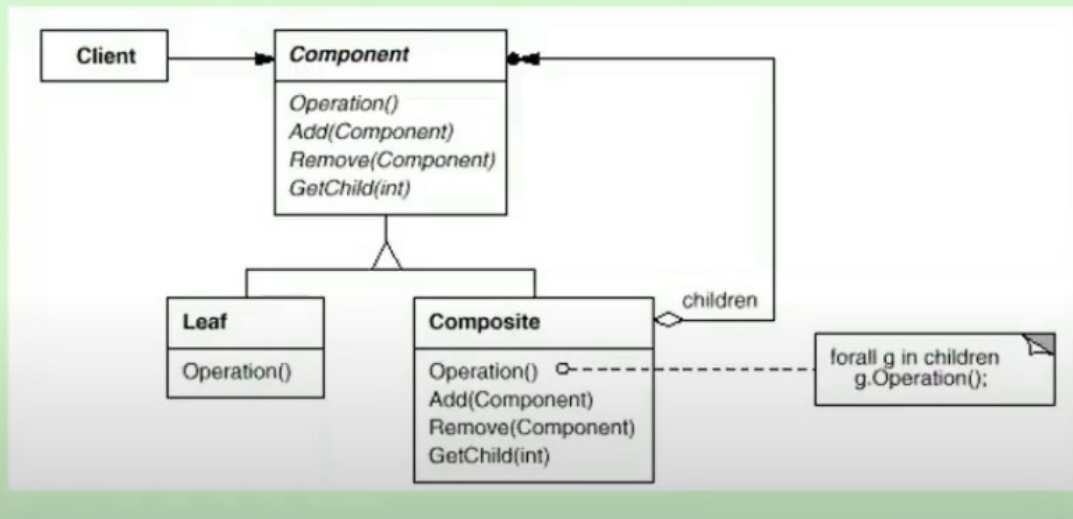 Client
Component
Operation()
Add(Component)
Remove(Component)
GetChild(int)
Leaf
Operation()
Composite
Operation()
Add(Component)
Remove(Component)
GetChild(int)
children
forall g in children
g.Operation();